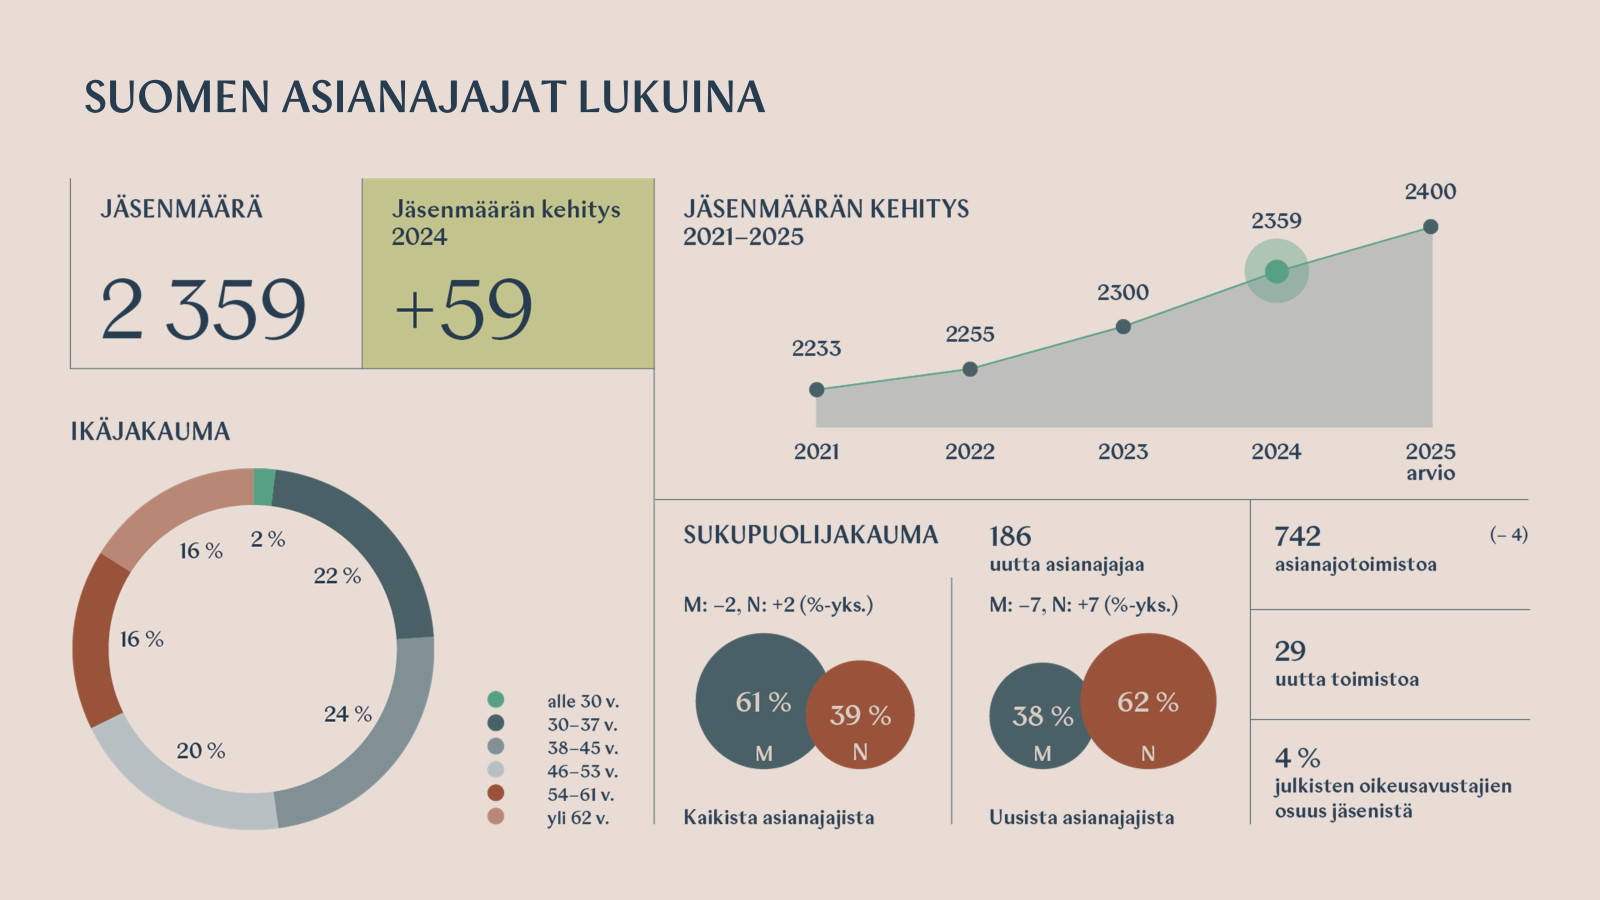 SUOMEN ASIANAJAJAT LUKUINA
JÄSENMÄÄRÄ
2 359
Jäsenmäärän kehitys
2024
+59
JÄSENMÄÄRÄN KEHITYS
2021–2025
2233
2255
2300
2359
2400
2021
2022
2023
2024
2025
arvio
IKÄJAKAUMA
2 %
22 %
24 %
20 %
16 %
16 %
alle 30 v.
30–37 v.
38–45 v.
46–53 v.
54–61 v.
yli 62 v.
SUKUPUOLIJAKAUMA
M: –2, N: +2 (%-yks.)
61 %
M
39 %
N
Kaikista asianajajista
186
uutta asianajajaa
M: –7, N: +7 (%-yks.)
38 %
M
62 %
N
Uusista asianajajista
742
(– 4)
asianajotoimistoa
29
uutta toimistoa
4 %
julkisten oikeusavustajien
osuus jäsenistä